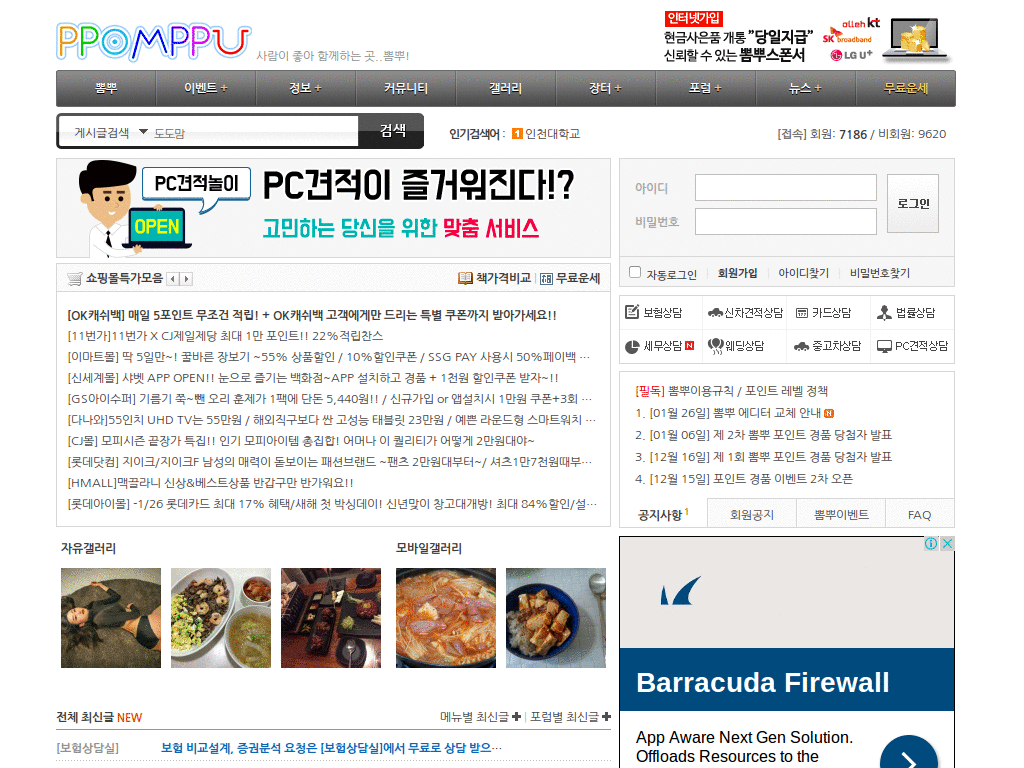 PPOMPPU 사람이 좋아 함께하는 곳..뽐뿌!
인터넷가입
현금사은품 개통 "당일지급"
신뢰할 수 있는 뽐뿌스폰서
olleh kt
SK broadband
LG U+
뽐뿌 이벤트 + 정보 + 커뮤니티 갤러리 장터 + 포럼 + 뉴스 + 무료운세
게시글검색 도도맘 검색 인기검색어 : 1 인천대학교 [접속] 회원: 7186 / 비회원: 9620
PC견적놀이
OPEN
PC견적이 즐거워진다!?
고민하는 당신을 위한 맞춤 서비스
아이디
비밀번호
로그인
자동로그인 회원가입 아이디찾기 비밀번호찾기
쇼핑몰특가모음 책가격비교 무료운세
[OK캐쉬백] 매일 5포인트 무조건 적립! + OK캐쉬백 고객에게만 드리는 특별 쿠폰까지 받아가세요!!
[11번가]11번가 X CJ제일제당 최대 1만 포인트!! 22%적립찬스
[이마트몰] 딱 5일만~! 꿀바른 장보기 ~55% 상품할인 / 10%할인쿠폰 / SSG PAY 사용시 50%페이백 ···
[신세계몰] 샤벳 APP OPEN!! 눈으로 즐기는 백화점~APP 설치하고 경품 + 1천원 할인쿠폰 받자~!!
[GS아이수퍼] 기름기 쪽~뺀 오리 훈제가 1팩에 단돈 5,440원!! / 신규가입 or 앱설치시 1만원 쿠폰+3회 ···
[다나와]55인치 UHD TV는 55만원 / 해외직구보다 싼 고성능 태블릿 23만원 / 예쁜 라운드형 스마트워치 ···
[CJ몰] 모피시즌 끝장가 특집!! 인기 모피아이템 총집합! 어머나 이 퀄리티가 어떻게 2만원대야~
[롯데닷컴] 지이크/지이크F 남성의 매력이 돋보이는 패션브랜드 ~팬츠 2만원대부터~/ 셔츠1만7천원때부···
[HMALL]맥끌라니 신상&베스트상품 반값구만 반가워요!!
[롯데아이몰] -1/26 롯데카드 최대 17% 혜택/새해 첫 박싱데이! 신년맞이 창고대개방! 최대 84%할인/설···
보험상담 신차견적상담 카드상담 법률상담
세무상담 N 웨딩상담 중고차상담 PC견적상담
[필독] 뽐뿌이용규칙 / 포인트 레벨 정책
1. [01월 26일] 뽐뿌 에디터 교체 안내 N
2. [01월 06일] 제 2차 뽐뿌 포인트 경품 당첨자 발표
3. [12월 16일] 제 1회 뽐뿌 포인트 경품 당첨자 발표
4. [12월 15일] 포인트 경품 이벤트 2차 오픈
공지사항 1 회원공지 뽐뿌이벤트 FAQ
자유갤러리 모바일갤러리
Barracuda Firewall
App Aware Next Gen Solution.
Offloads Resources to the
전체 최신글 NEW 메뉴별 최신글 포럼별 최신글
[보험상담실] 보험 비교설계, 증권분석 요청은 [보험상담실]에서 무료로 상담 받으···